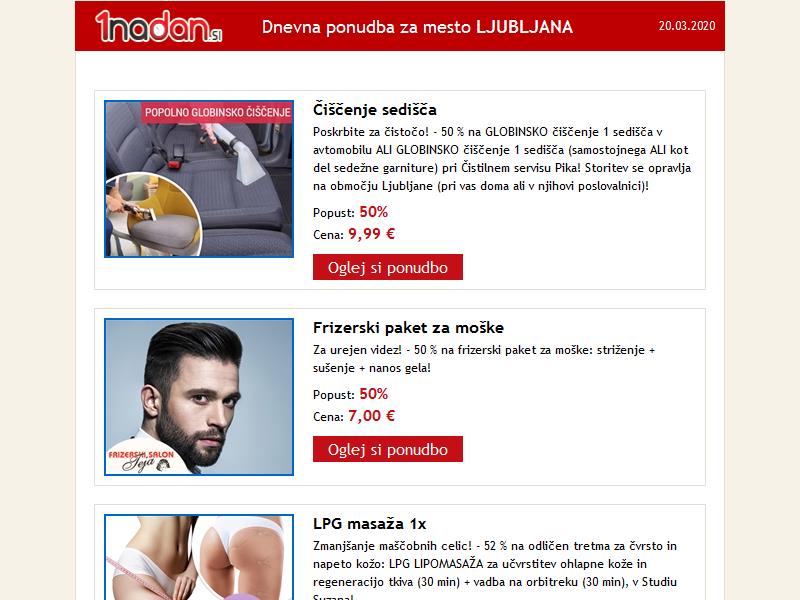 1nadan.si
Dnevna ponudba za mesto LJUBLJANA
20.03.2020
POPOLNO GLOBINSKO ČIŠČENJE
Čiščenje sedišča
Poskrbite za čistočo! - 50 % na GLOBINSKO čiščenje 1 sedišča v
avtomobilu ALI GLOBINSKO čiščenje 1 sedišča (samostojnega ALI kot
del sedežne garniture) pri Čistilnem servisu Pika! Storitev se opravlja
na območju Ljubljane (pri vas doma ali v njihovi poslovalnici)!
Popust: 50%
Cena: 9,99 €
Oglej si ponudbo
FRIZERSKI SALON
Teja
Frizerski paket za moške
Za urejen videz! - 50 % na frizerski paket za moške: striženje +
sušenje + nanos gela!
Popust: 50%
Cena: 7,00 €
Oglej si ponudbo
LPG masaža 1x
Zmanjšanje maščobnih celic! - 52 % na odličen tretma za čvrsto in
napeto kožo: LPG LIPOMASAŽA za učvrstitev ohlapne kože in
regeneracijo tkiva (30 min) + vadba na orbitreku (30 min), v Studiu
Suzana!